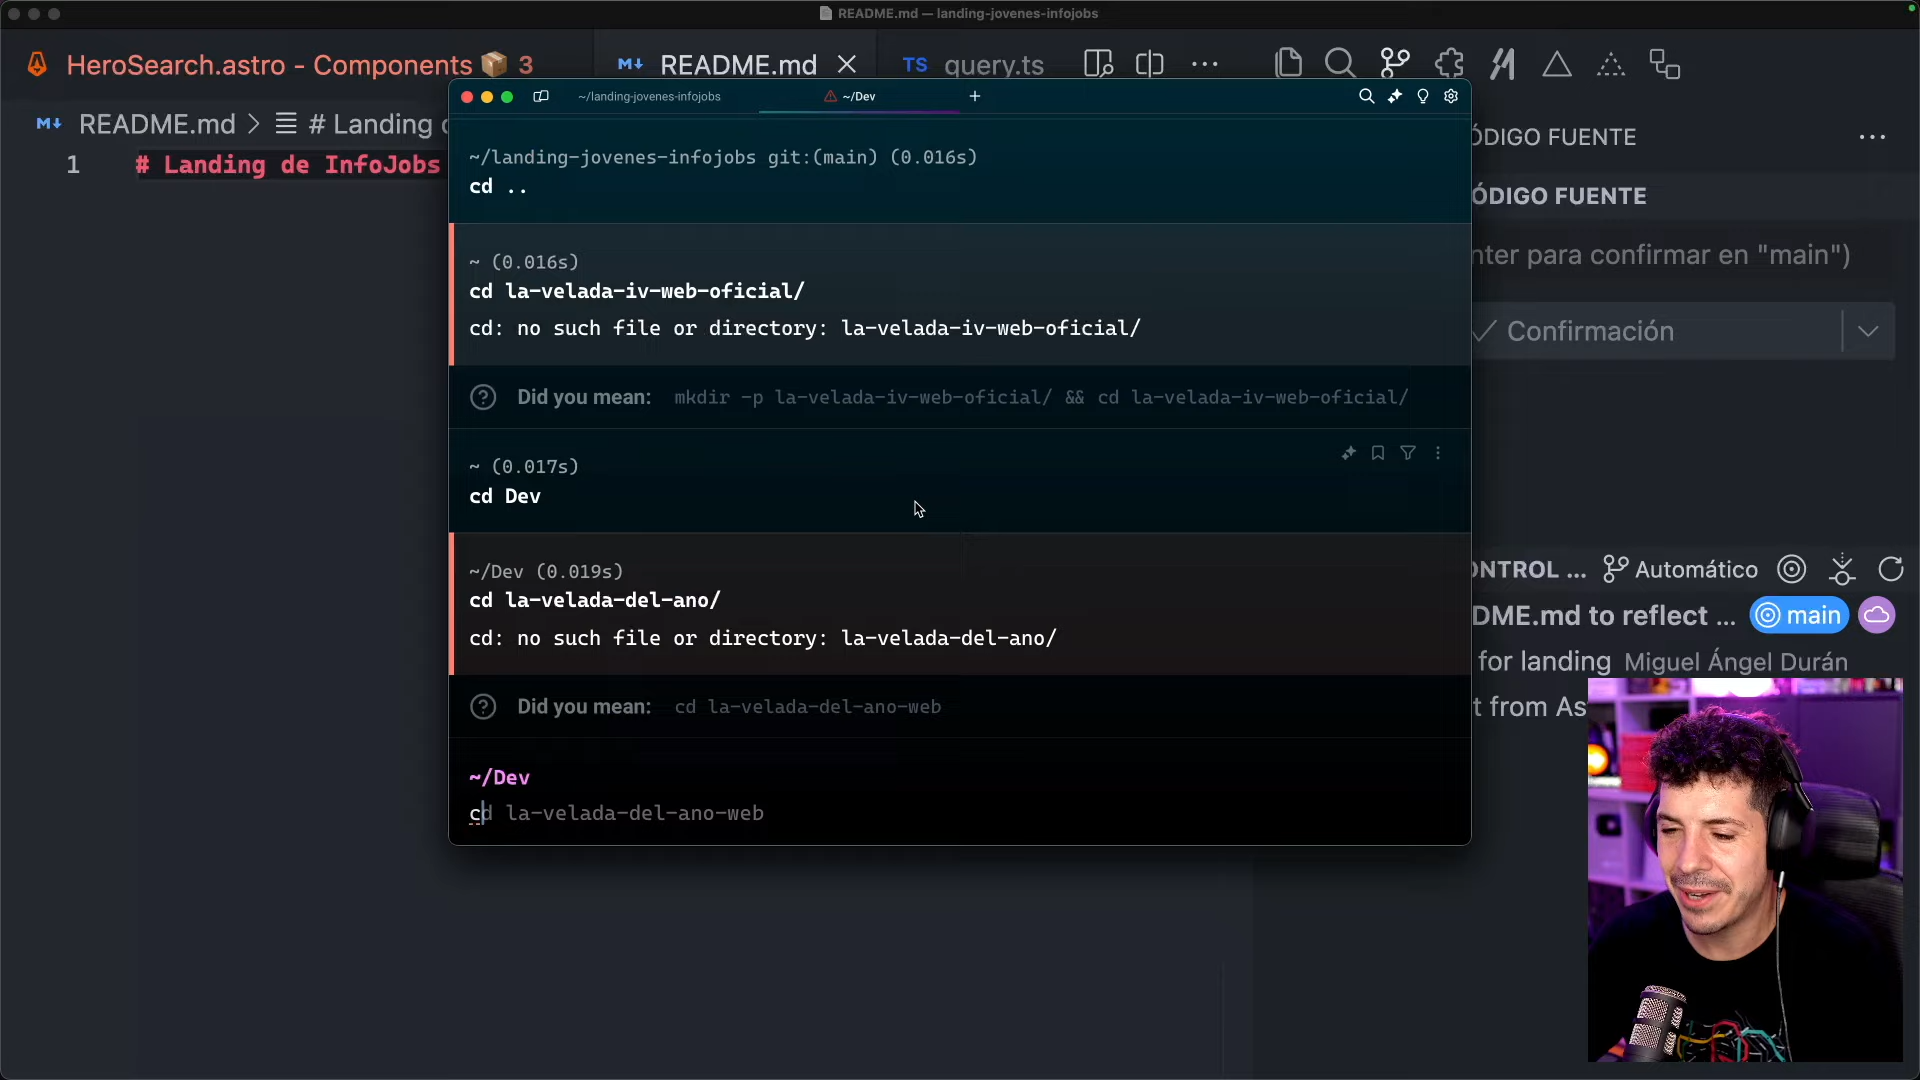 README.md — landing-jovenes-infojobs
HeroSearch.astro - Components 📦 3
README.md
TS query.ts
README.md > # Landing
1 # Landing de InfoJobs
~/landing-jovenes-infojobs
~/Dev
~/landing-jovenes-infojobs git:(main) (0.016s)
cd ..
~ (0.016s)
cd la-velada-iv-web-oficial/
cd: no such file or directory: la-velada-iv-web-oficial/
Did you mean: mkdir -p la-velada-iv-web-oficial/ && cd la-velada-iv-web-oficial/
~ (0.017s)
cd Dev
~/Dev (0.019s)
cd la-velada-del-ano/
cd: no such file or directory: la-velada-del-ano/
Did you mean: cd la-velada-del-ano-web
~/Dev
cd la-velada-del-ano-web
ÓDIGO FUENTE
ÓDIGO FUENTE
nter para confirmar en "main")
Confirmación
ONTROL ... Automático
DME.md to reflect ... main
for landing Miguel Ángel Durán
t from As